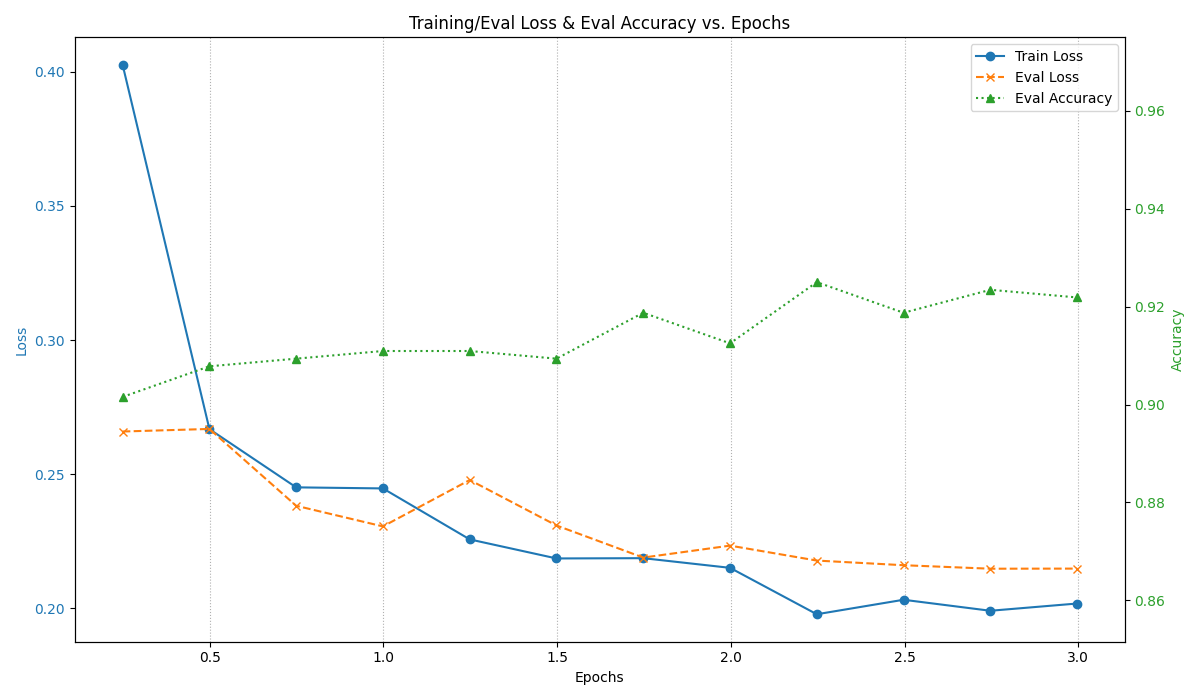 Training/Eval Loss & Eval Accuracy vs. Epochs
Train Loss
Eval Loss
Eval Accuracy
0.40
0.35
0.30
0.25
0.20
Loss
0.96
0.94
0.92
0.90
0.88
0.86
Accuracy
0.5 1.0 1.5 2.0 2.5 3.0
Epochs